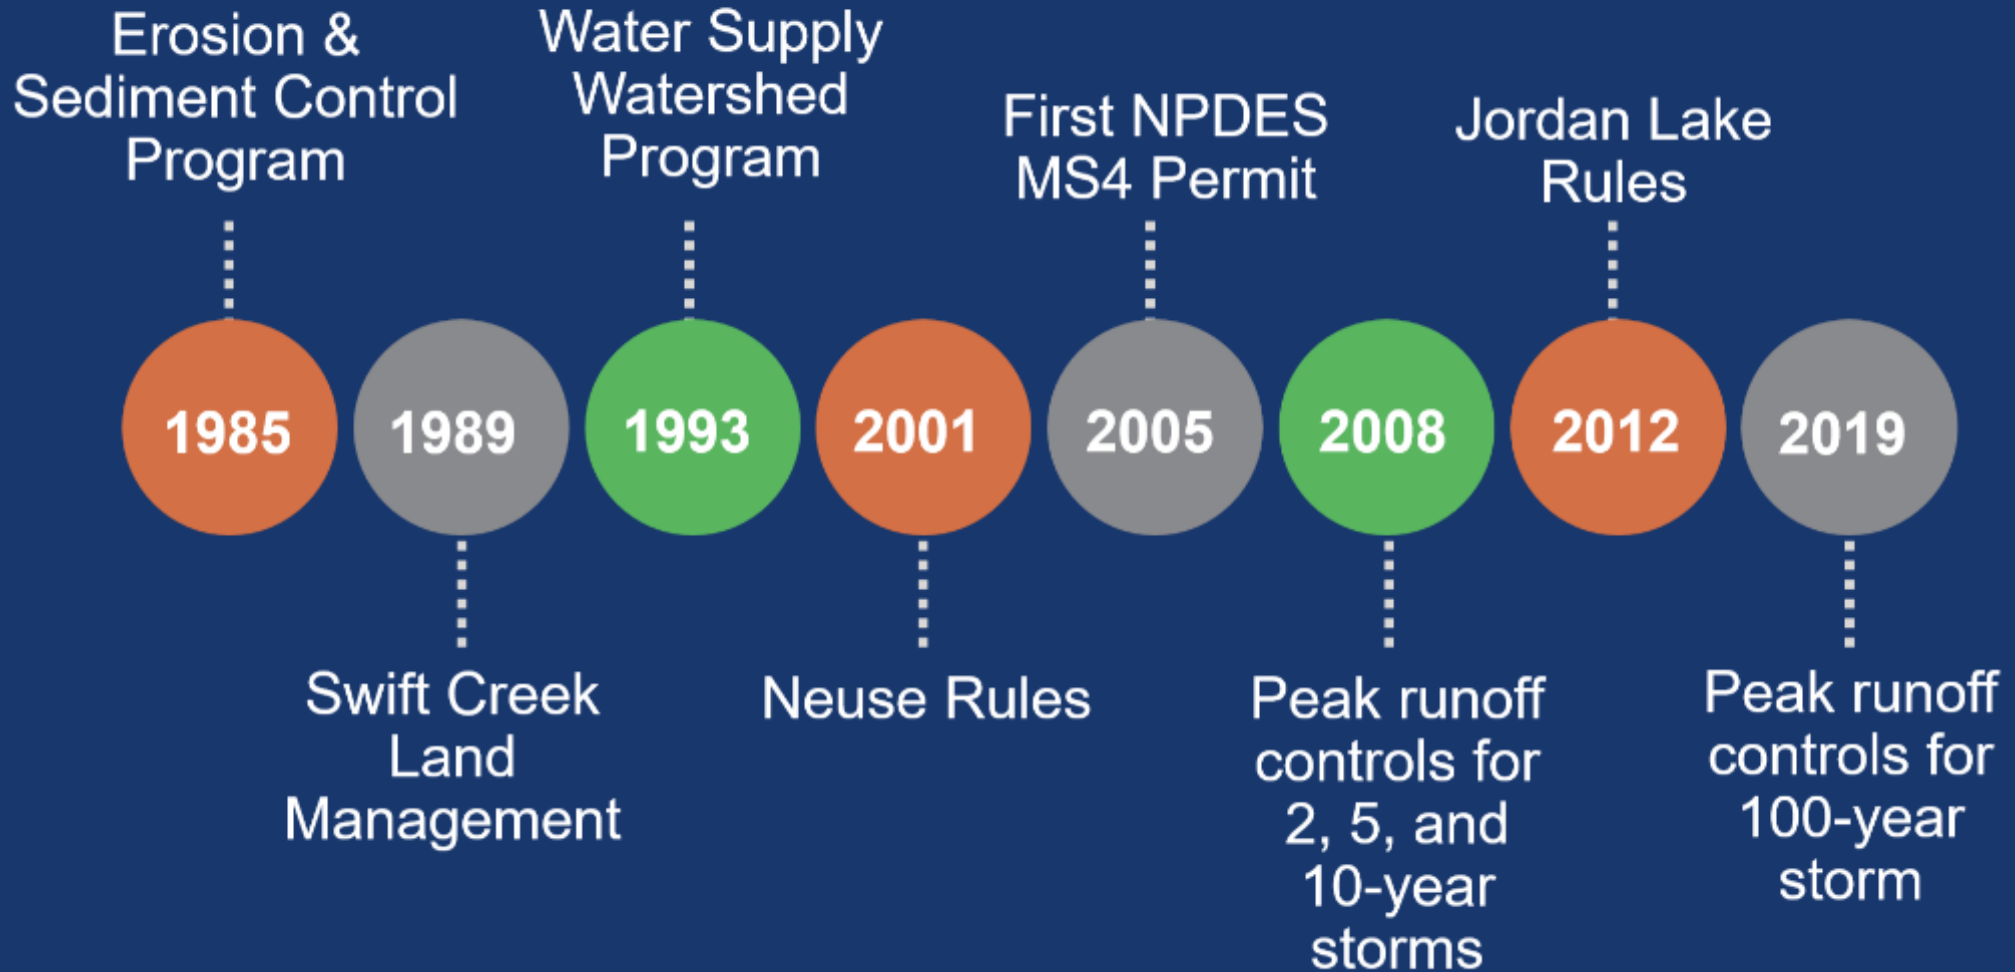 Erosion &
Sediment Control
Program
Water Supply
Watershed
Program
First NPDES
MS4 Permit
Jordan Lake
Rules
1985
1989
1993
2001
2005
2008
2012
2019
Swift Creek
Land
Management
Neuse Rules
Peak runoff
controls for
2, 5, and
10-year
storms
Peak runoff
controls for
100-year
storm